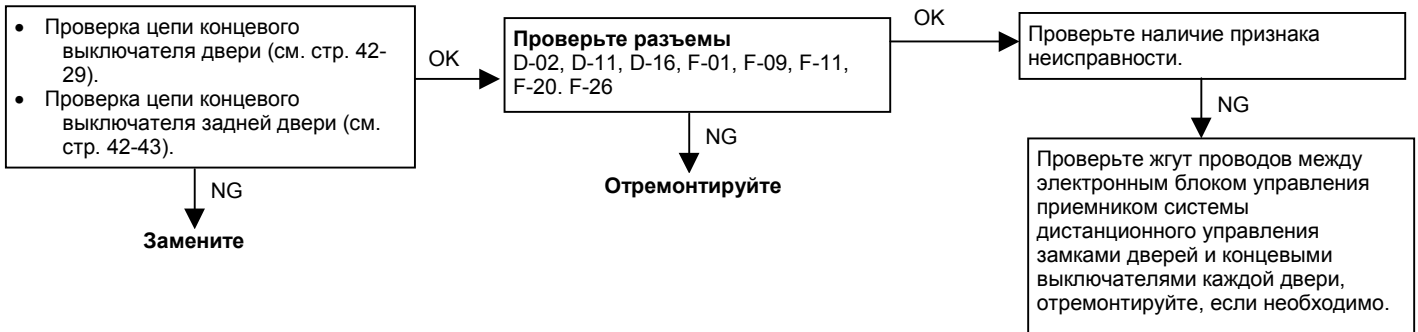 • Проверка цепи концевого
выключателя двери (см. стр. 42-
29).
• Проверка цепи концевого
выключателя задней двери (см.
стр. 42-43).
NG
Замените
OK
Проверьте разъемы
D-02, D-11, D-16, F-01, F-09, F-11,
F-20. F-26
NG
Отремонтируйте
OK
Проверьте наличие признака
неисправности.
NG
Проверьте жгут проводов между
электронным блоком управления
приемником системы
дистанционного управления
замками дверей и концевыми
выключателями каждой двери,
отремонтируйте, если необходимо.